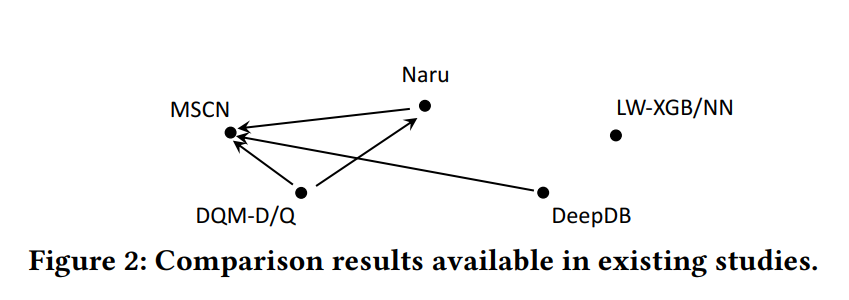 Naru
MSCN
LW-XGB/NN
DQM-D/Q
DeepDB
Figure 2: Comparison results available in existing studies.